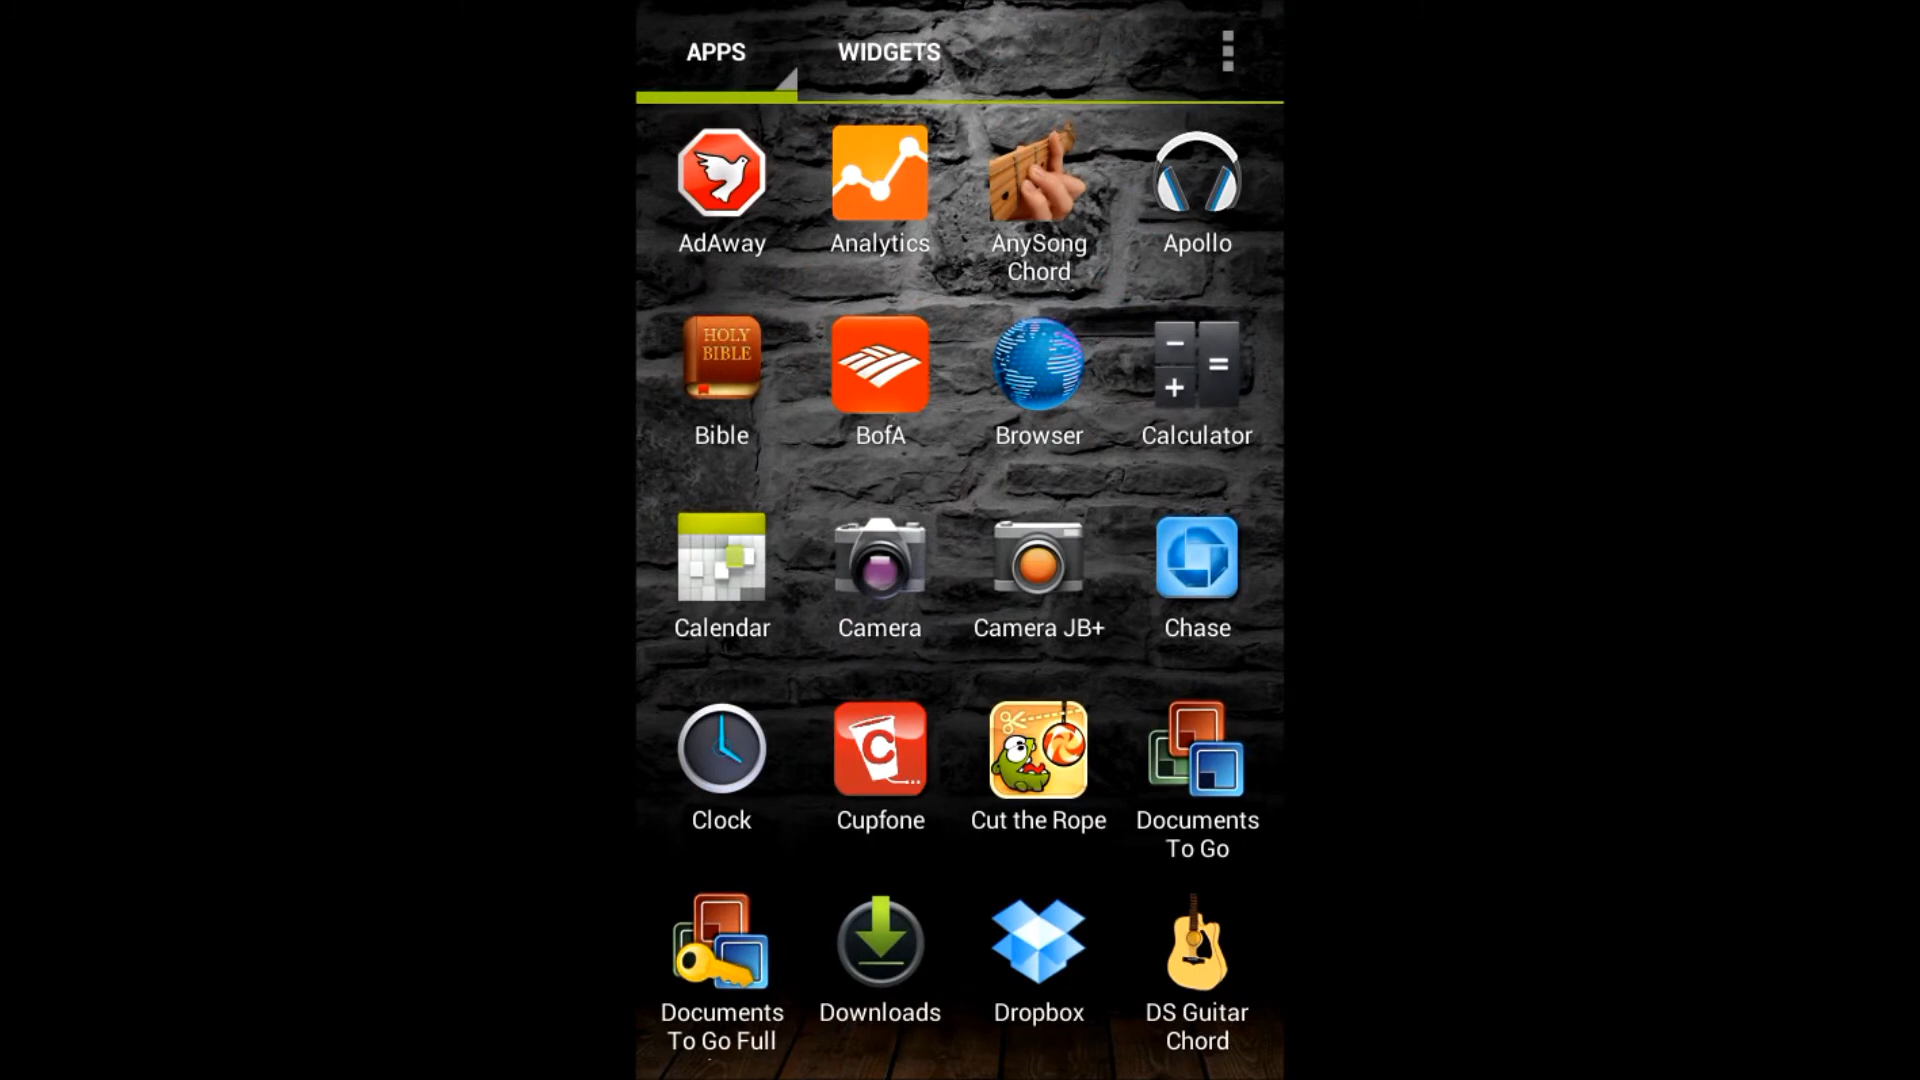 APPS WIDGETS
AdAway Analytics AnySong Chord Apollo
HOLY BIBLE
Bible BofA Browser Calculator
Calendar Camera Camera JB+ Chase
C
Clock Cupfone Cut the Rope Documents To Go
Documents To Go Full Downloads Dropbox DS Guitar Chord